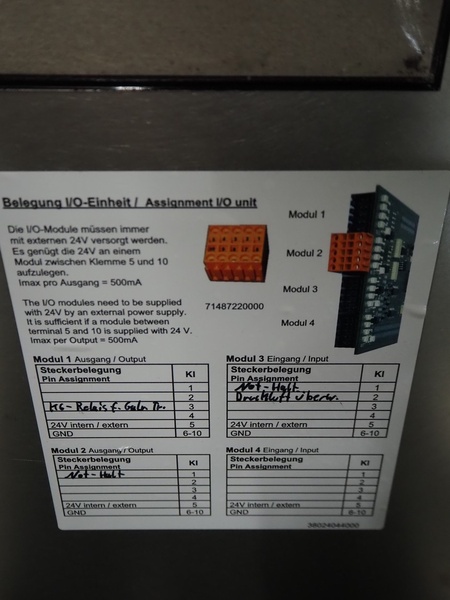 Belegung I/O-Einheit / Assignment I/O unit
Die I/O-Module müssen immer
mit externen 24V versorgt werden.
Es genügt die 24V an einem
Modul zwischen Klemme 5 und 10
aufzulegen.
Imax pro Ausgang = 500mA
The I/O modules need to be supplied
with 24V by an external power supply.
It is sufficient if a module between
terminal 5 and 10 is supplied with 24 V.
Imax per Output = 500mA
71487220000
Modul 1
Modul 2
Modul 3
Modul 4
Modul 1 Ausgang / Output
Steckerbelegung
Pin Assignment Kl
1
2
K6-Relais f. 3
4
24V intern / extern 5
GND 6-10
Modul 3 Eingang / Input
Steckerbelegung
Pin Assignment Kl
Not-Halt 1
Druckluft 2
3
4
24V intern / extern 5
GND 6-10
Modul 2 Ausgang / Output
Steckerbelegung
Pin Assignment Kl
Not-Halt 1
2
3
4
24V intern / extern 5
GND 6-10
Modul 4 Eingang / Input
Steckerbelegung
Pin Assignment Kl
1
2
3
4
24V intern / extern 5
GND 6-10
38024044000